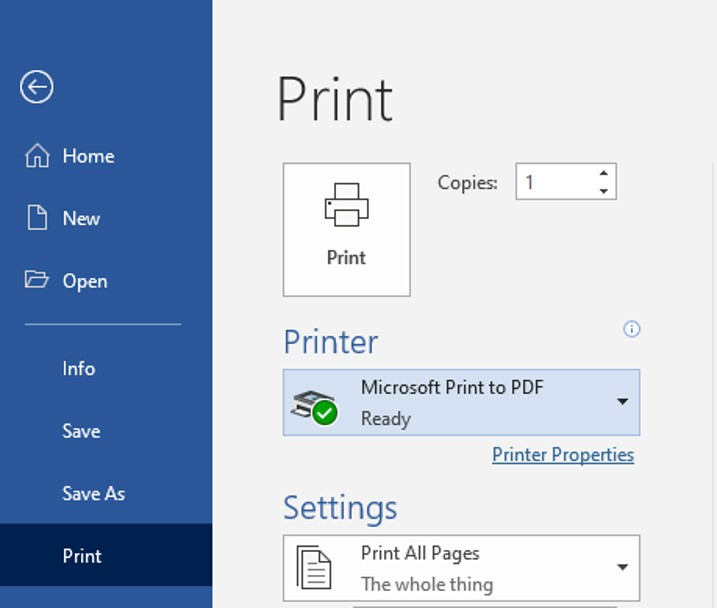 Print
Home
New
Open
Info
Save
Save As
Print
Print
Copies: 1
Printer
Microsoft Print to PDF
Ready
Printer Properties
Settings
Print All Pages
The whole thing